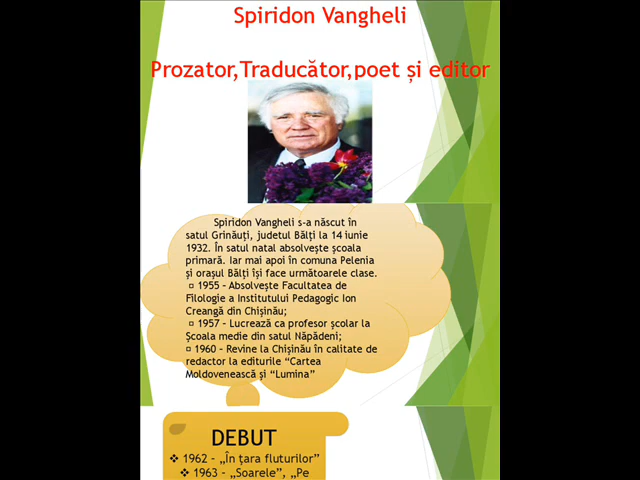 Spiridon Vangheli
Prozator,Traducător,poet și editor
Spiridon Vangheli s-a născut în
satul Grinăuți, județul Bălți la 14 iunie
1932. În satul natal absolvește școala
primară. Iar mai apoi în comuna Pelenia
și orașul Bălți își face următoarele clase.
¤ 1955 – Absolvește Facultatea de
Filologie a Institutului Pedagogic Ion
Creangă din Chișinău;
¤ 1957 – Lucrează ca profesor școlar la
Școala medie din satul Năpădeni;
¤ 1960 – Revine la Chișinău în calitate de
redactor la editurile “Cartea
Moldovenească și “Lumina”
DEBUT
❖ 1962 – „În țara fluturilor”
❖ 1963 – „Soarele”, „Pe